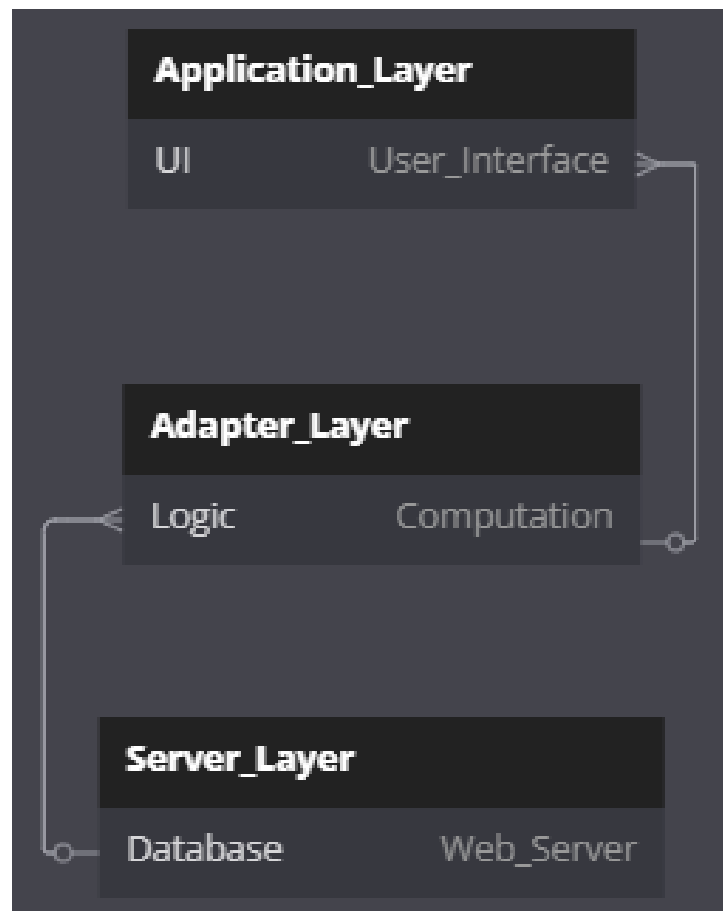 Application_Layer
UI User_Interface
Adapter_Layer
Logic Computation
Server_Layer
Database Web_Server